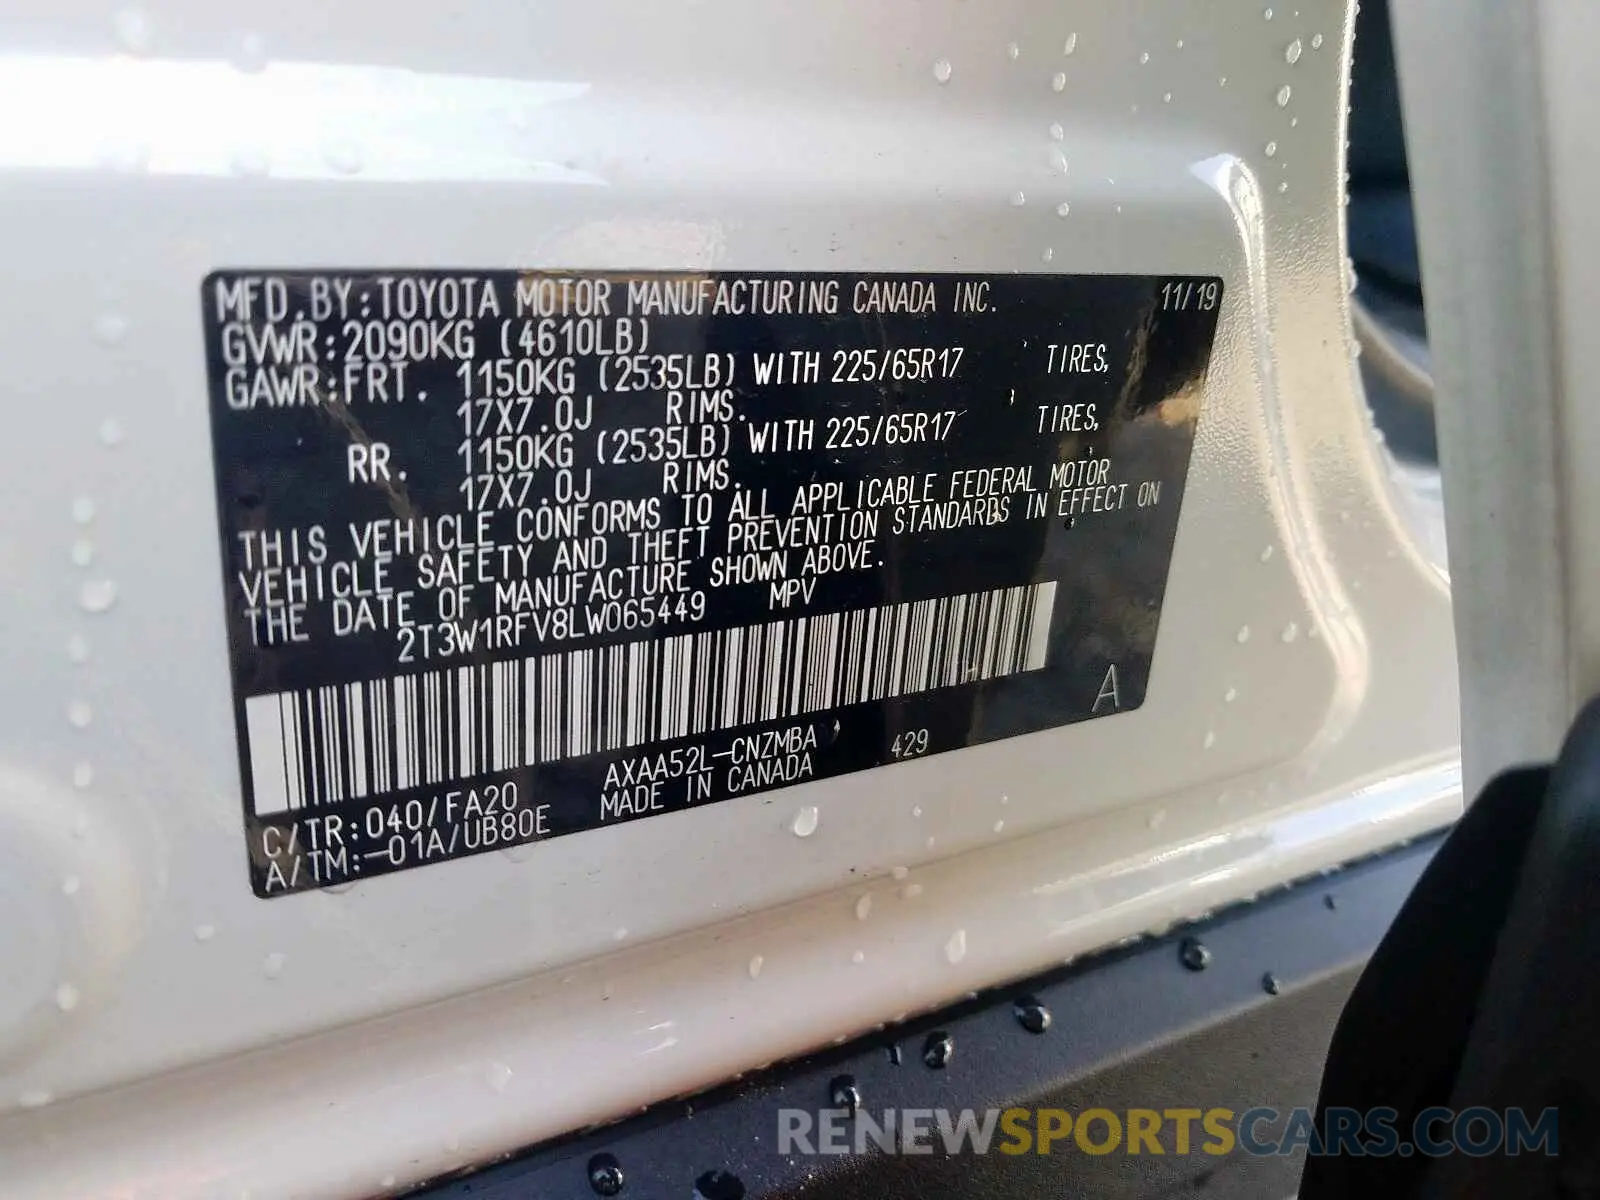 MFD.BY:TOYOTA MOTOR MANUFACTURING CANADA INC. 11/19
GVWR:2090KG (4610LB)
GAWR:FRT. 1150KG (2535LB) WITH 225/65R17 TIRES,
17X7.0J RIMS.
RR. 1150KG (2535LB) WITH 225/65R17 TIRES,
17X7.0J RIMS.
THIS VEHICLE CONFORMS TO ALL APPLICABLE FEDERAL MOTOR
VEHICLE SAFETY AND THEFT PREVENTION STANDARDS IN EFFECT ON
THE DATE OF MANUFACTURE SHOWN ABOVE.
2T3W1RFV8LW065449 MPV
H
A
C/TR:040/FA20 AXAA52L-CNZMBA 429
A/TM:-01A/UB80E MADE IN CANADA
RENEWSPORTSCARS.COM